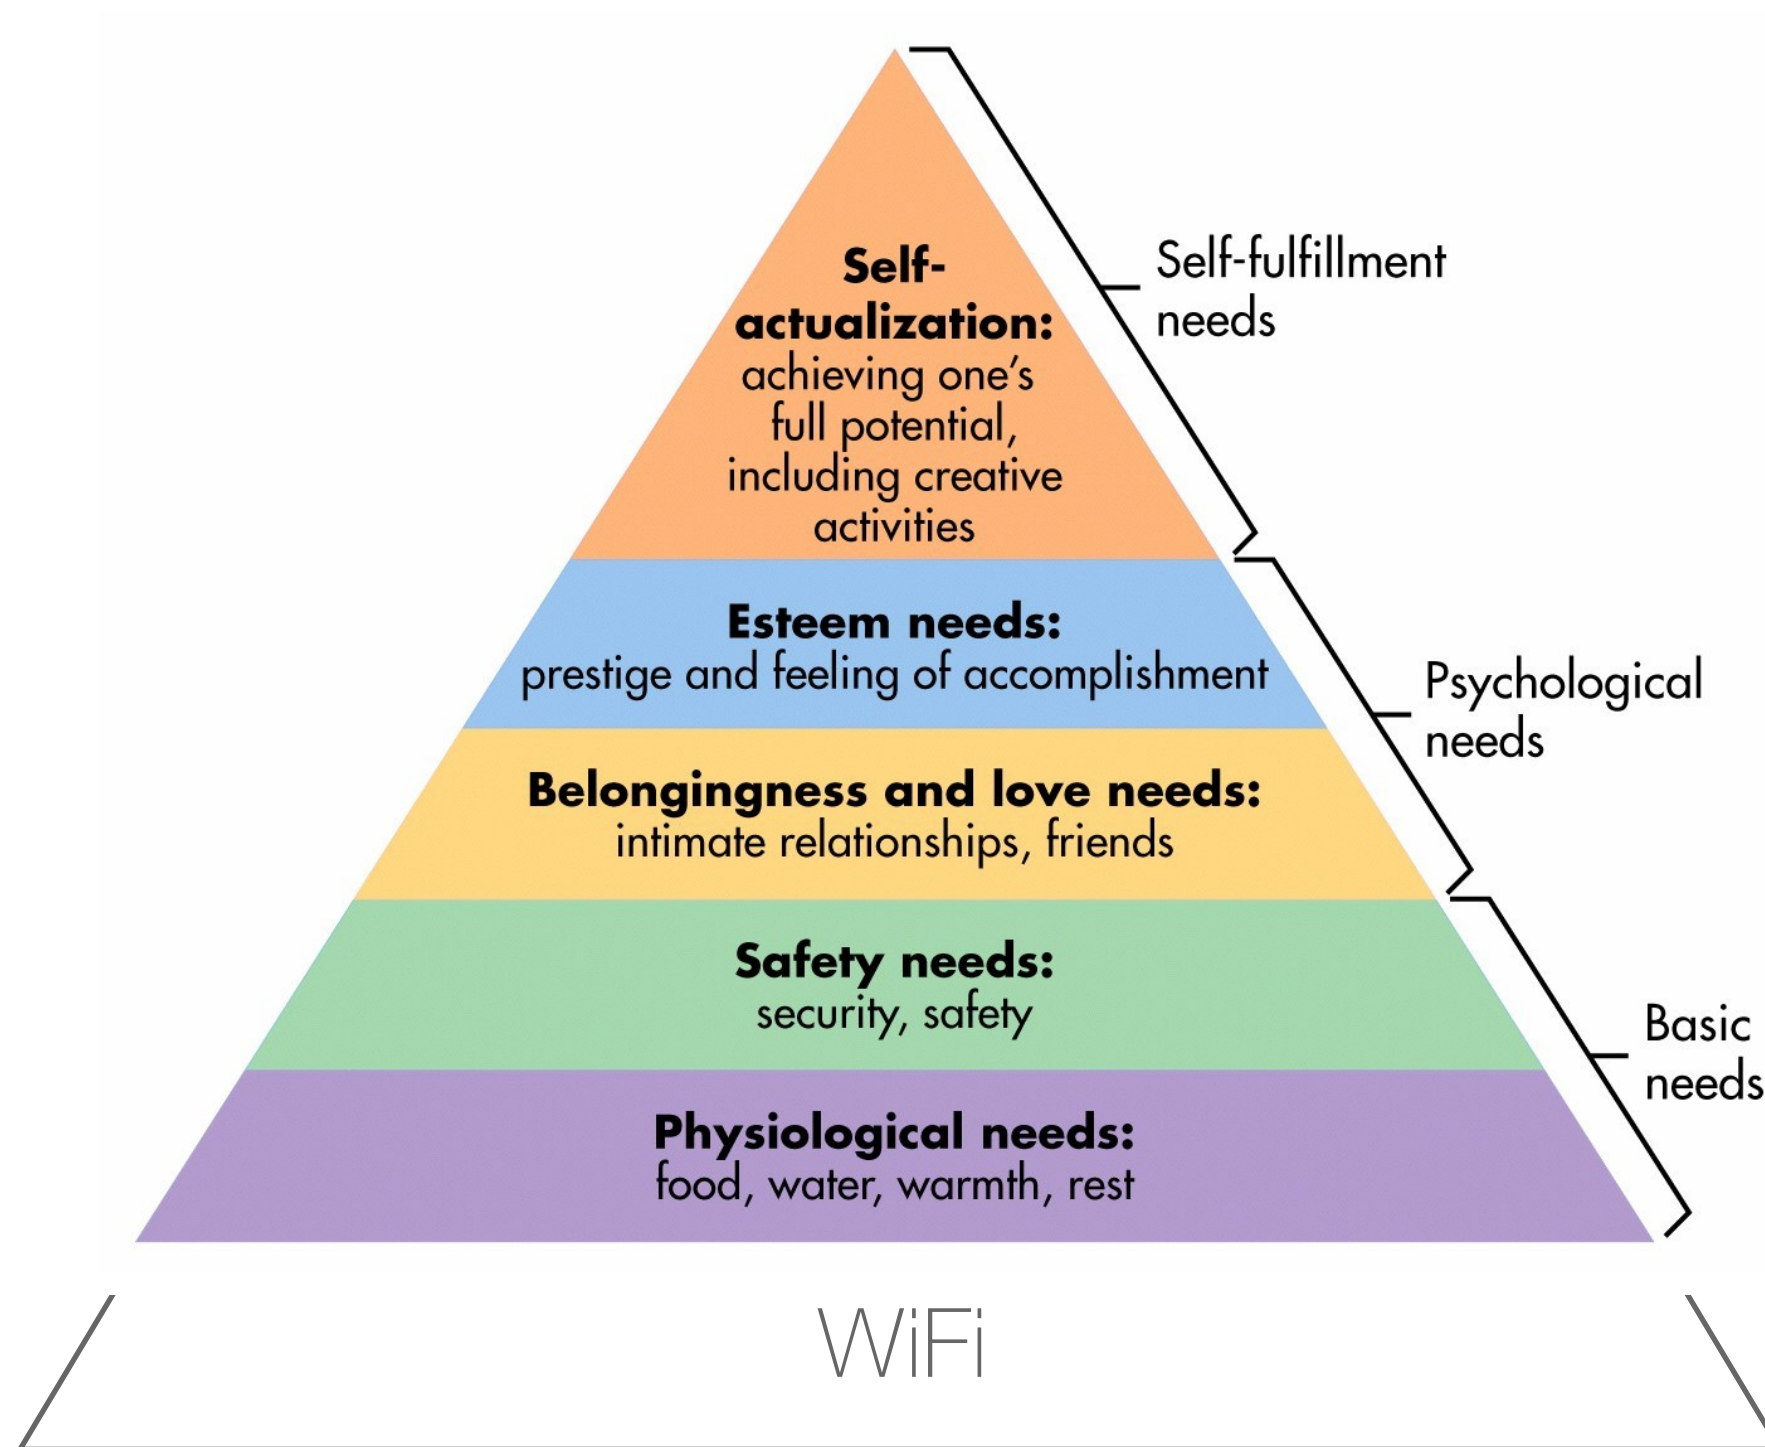 Self-
actualization:
achieving one’s
full potential,
including creative
activities
Self-fulfillment
needs
Esteem needs:
prestige and feeling of accomplishment
Belongingness and love needs:
intimate relationships, friends
Psychological
needs
Safety needs:
security, safety
Physiological needs:
food, water, warmth, rest
Basic
needs
WiFi